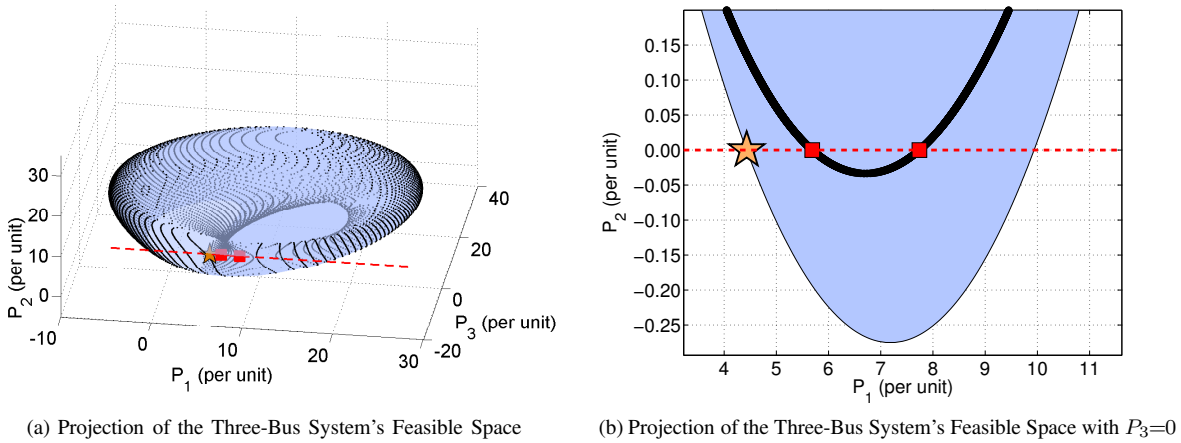 30
20
10
0
-10
P2 (per unit)
0
10
20
30
P1 (per unit)
40
20
0
-20
P3 (per unit)
(a) Projection of the Three-Bus System's Feasible Space
0.15
0.10
0.05
0.00
−0.05
−0.10
−0.15
−0.20
−0.25
P2 (per unit)
4 5 6 7 8 9 10 11
P1 (per unit)
(b) Projection of the Three-Bus System's Feasible Space with P3=0